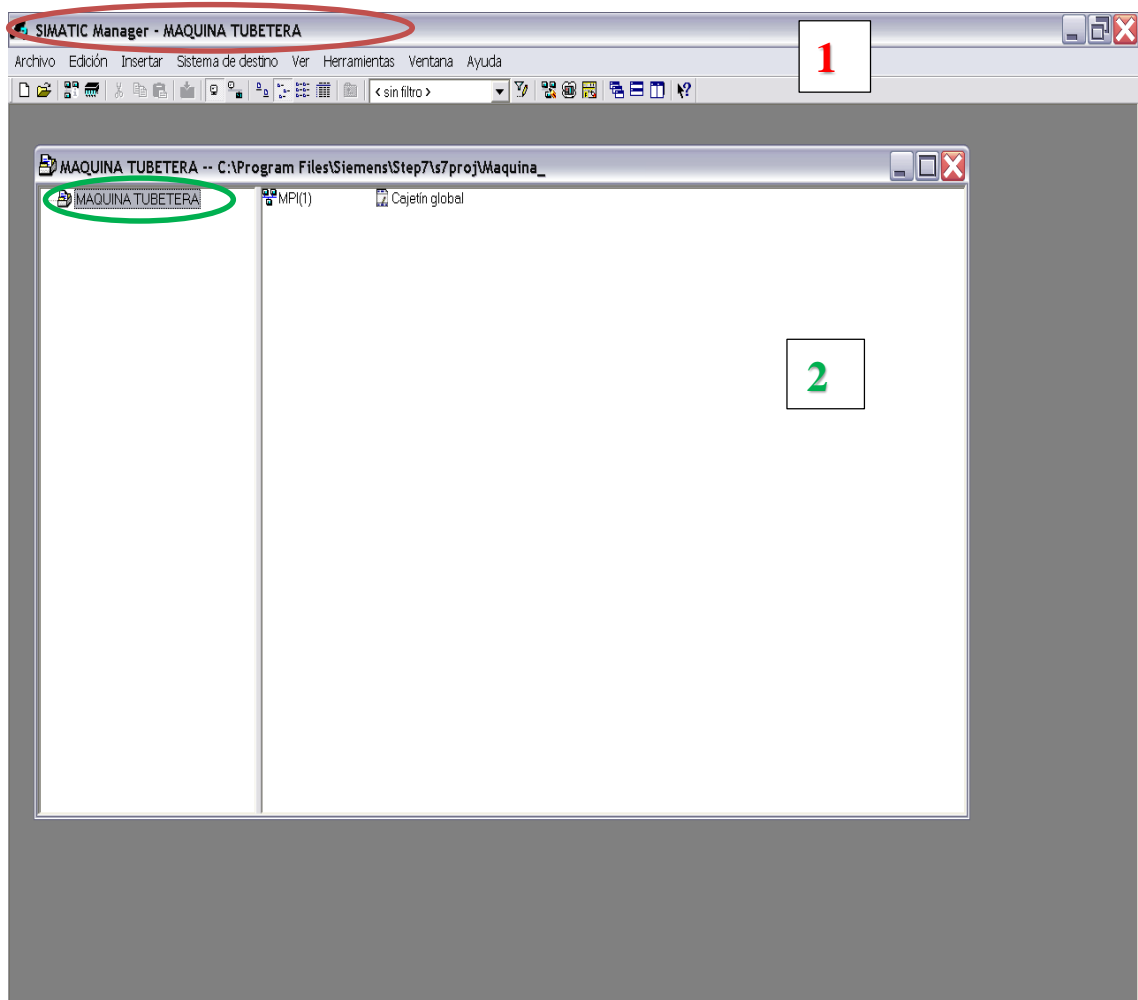 SIMATIC Manager - MAQUINA TUBETERA
1
Archivo Edición Insertar Sistema de destino Ver Herramientas Ventana Ayuda
< sin filtro >
MAQUINA TUBETERA -- C:\Program Files\Siemens\Step7\s7proj\Maquina_
MAQUINA TUBETERA
MPI(1) Cajetín global
2